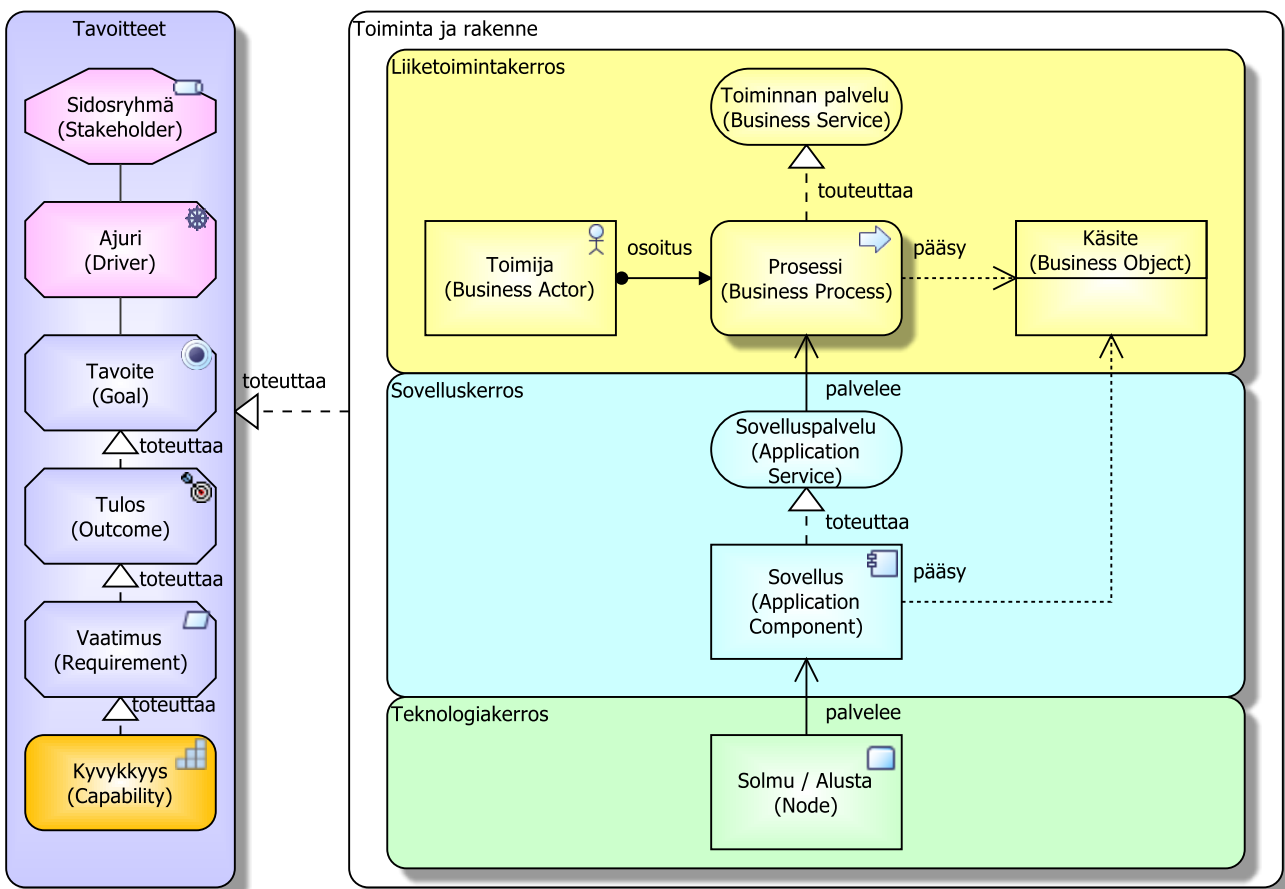 Tavoitteet
Sidosryhmä
(Stakeholder)
Ajuri
(Driver)
Tavoite
(Goal)
toteuttaa
Tulos
(Outcome)
toteuttaa
Vaatimus
(Requirement)
toteuttaa
Kyvykkyys
(Capability)
toteuttaa
Toiminta ja rakenne
Liiketoimintakerros
Toiminnan palvelu
(Business Service)
touteuttaa
Toimija
(Business Actor)
osoitus
Prosessi
(Business Process)
pääsy
Käsite
(Business Object)
palvelee
Sovelluskerros
Sovelluspalvelu
(Application
Service)
toteuttaa
Sovellus
(Application
Component)
pääsy
palvelee
Teknologiakerros
Solmu / Alusta
(Node)